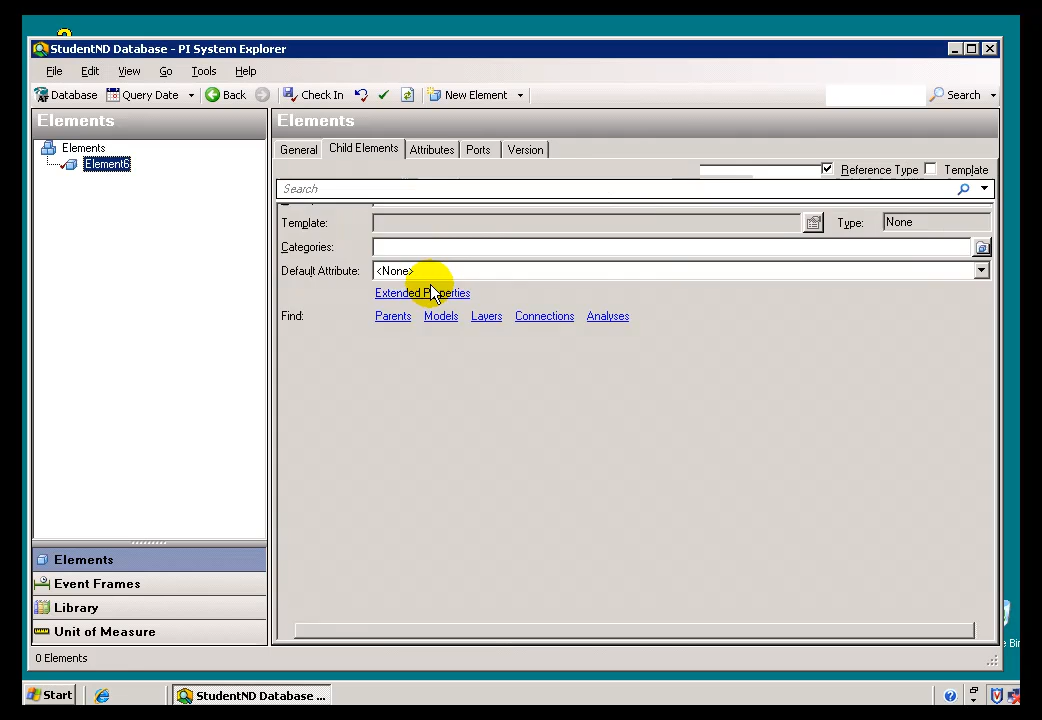 StudentND Database - PI System Explorer
File Edit View Go Tools Help
Database Query Date Back Check In New Element Search
Elements
Elements
Element6
Elements
Event Frames
Library
Unit of Measure
Elements
General Child Elements Attributes Ports Version
Reference Type Template
Search
Template: Type: None
Categories:
Default Attribute: <None>
Extended Properties
Find: Parents Models Layers Connections Analyses
0 Elements
Start StudentND Database ...